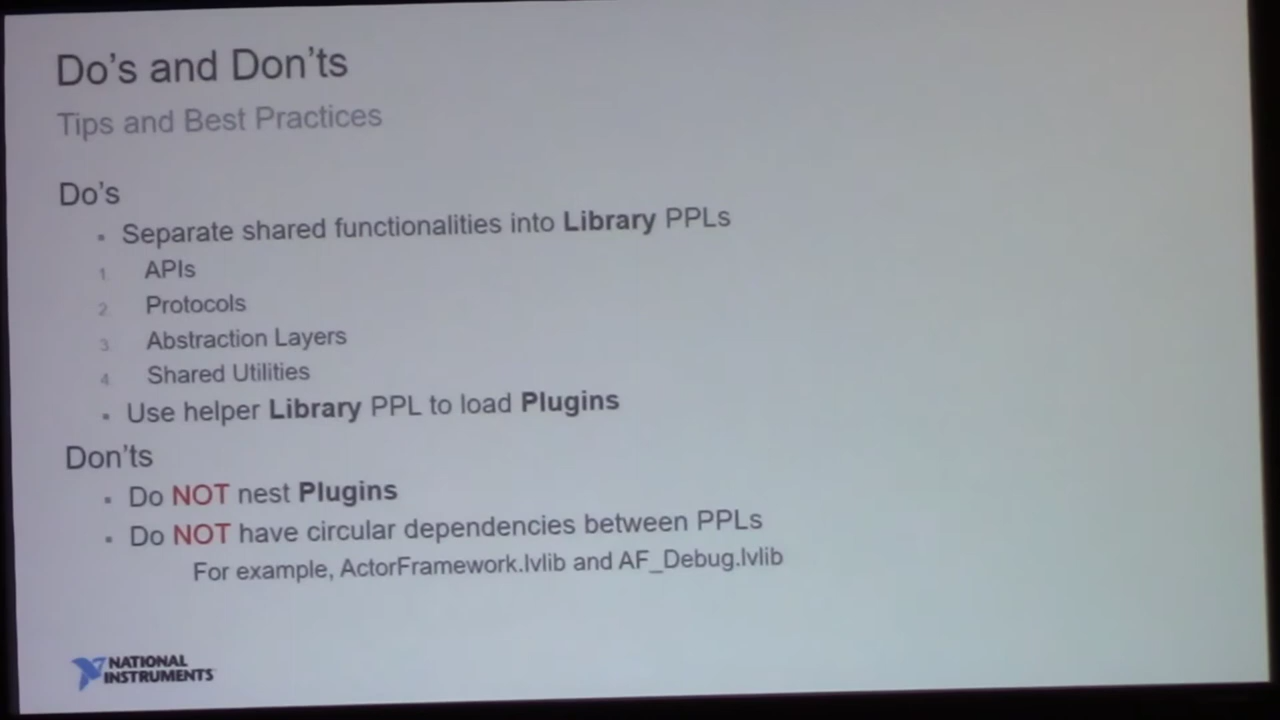 Do's and Don'ts
Tips and Best Practices
Do's
▪ Separate shared functionalities into Library PPLs
1. APIs
2. Protocols
3. Abstraction Layers
4. Shared Utilities
▪ Use helper Library PPL to load Plugins
Don'ts
▪ Do NOT nest Plugins
▪ Do NOT have circular dependencies between PPLs
For example, ActorFramework.lvlib and AF_Debug.lvlib
NATIONAL
INSTRUMENTS